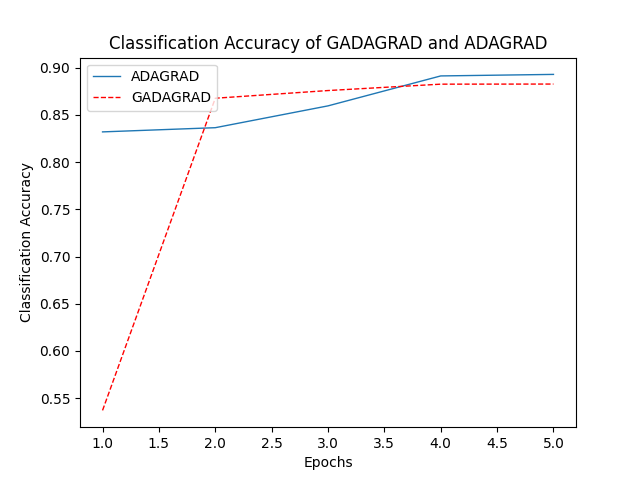 Classification Accuracy of GADAGRAD and ADAGRAD
ADAGRAD
GADAGRAD
0.90
0.85
0.80
0.75
0.70
0.65
0.60
0.55
Classification Accuracy
1.0 1.5 2.0 2.5 3.0 3.5 4.0 4.5 5.0
Epochs